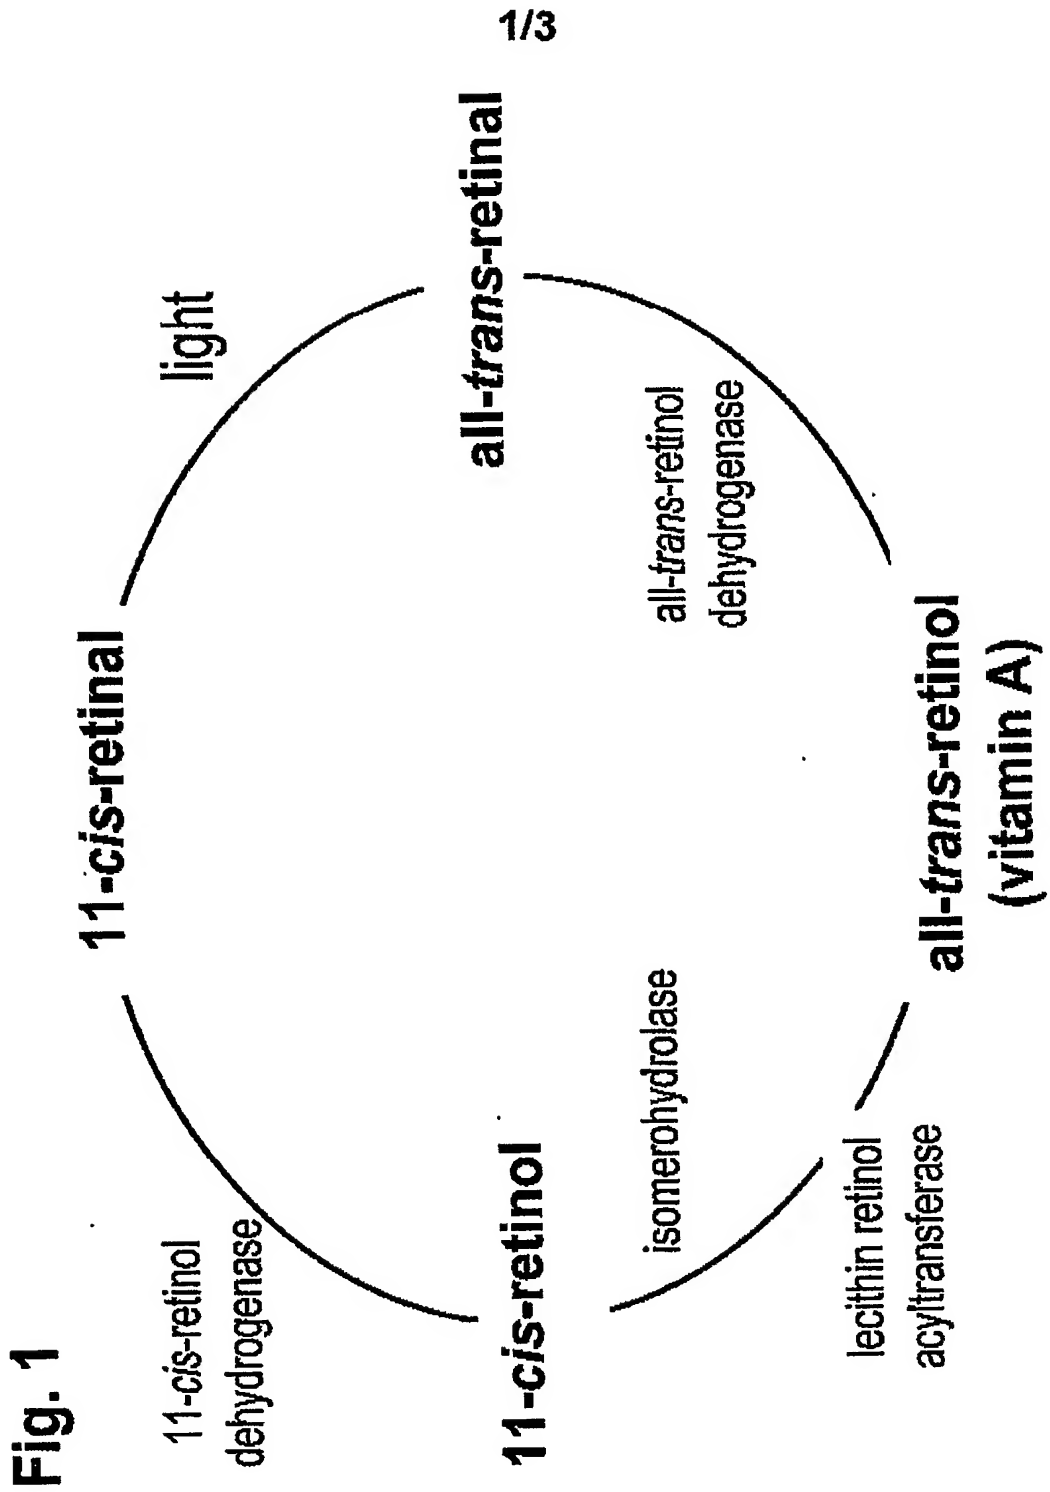 1/3
Fig. 1
11-cis-retinal
light
all-trans-retinal
all-trans-retinol
dehydrogenase
all-trans-retinol
(vitamin A)
lecithin retinol
acyltransferase
isomerohydrolase
11-cis-retinol
11-cis-retinol
dehydrogenase